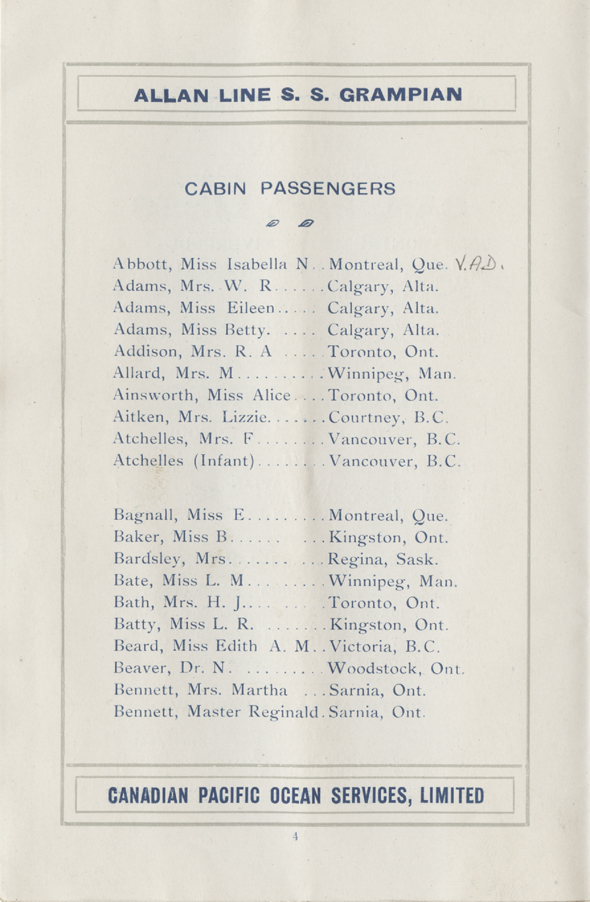 ALLAN LINE S. S. GRAMPIAN
CABIN PASSENGERS
Abbott, Miss Isabella N . . Montreal, Que. V.A.D.
Adams, Mrs. W. R . . . . . . Calgary, Alta.
Adams, Miss Eileen . . . . . Calgary, Alta.
Adams, Miss Betty. . . . . Calgary, Alta.
Addison, Mrs. R. A . . . . . Toronto, Ont.
Allard, Mrs. M . . . . . . . . . Winnipeg, Man.
Ainsworth, Miss Alice . . . Toronto, Ont.
Aitken, Mrs. Lizzie. . . . . . Courtney, B.C.
Atchelles, Mrs. F . . . . . . . Vancouver, B.C.
Atchelles (Infant) . . . . . . . Vancouver, B.C.
Bagnall, Miss E . . . . . . . . . Montreal, Que.
Baker, Miss B . . . . . . . . . Kingston, Ont.
Bardsley, Mrs . . . . . . . . . . Regina, Sask.
Bate, Miss L. M . . . . . . . . Winnipeg, Man.
Bath, Mrs. H. J. . . . . . . . Toronto, Ont.
Batty, Miss L. R. . . . . . . . Kingston, Ont.
Beard, Miss Edith A. M . . Victoria, B.C.
Beaver, Dr. N. . . . . . . . . . Woodstock, Ont.
Bennett, Mrs. Martha . . . Sarnia, Ont.
Bennett, Master Reginald . Sarnia, Ont.
CANADIAN PACIFIC OCEAN SERVICES, LIMITED
4